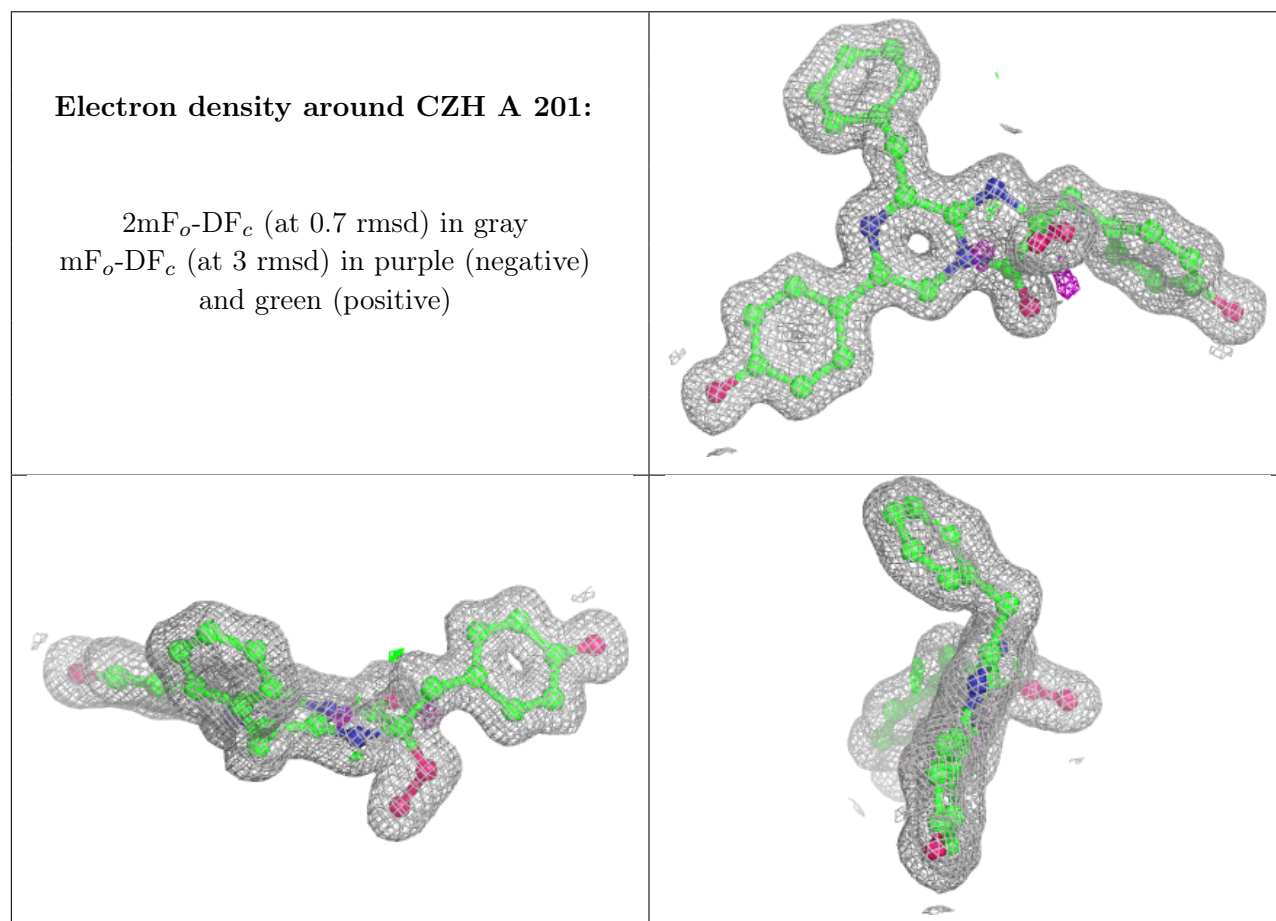 Electron density around CZH A 201:
2mFo-DFc (at 0.7 rmsd) in gray
mFo-DFc (at 3 rmsd) in purple (negative)
and green (positive)